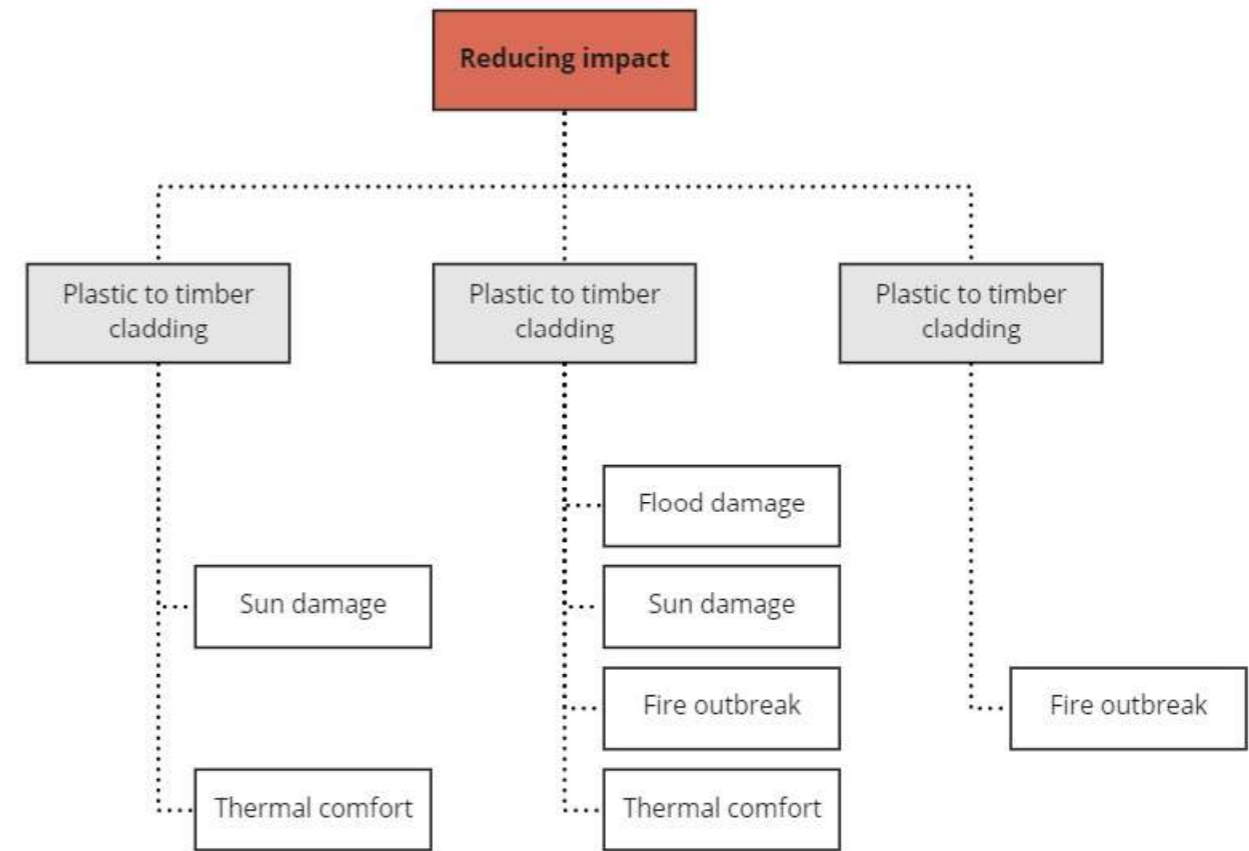 Reducing impact
Plastic to timber
cladding
Plastic to timber
cladding
Plastic to timber
cladding
Sun damage
Thermal comfort
Flood damage
Sun damage
Fire outbreak
Thermal comfort
Fire outbreak